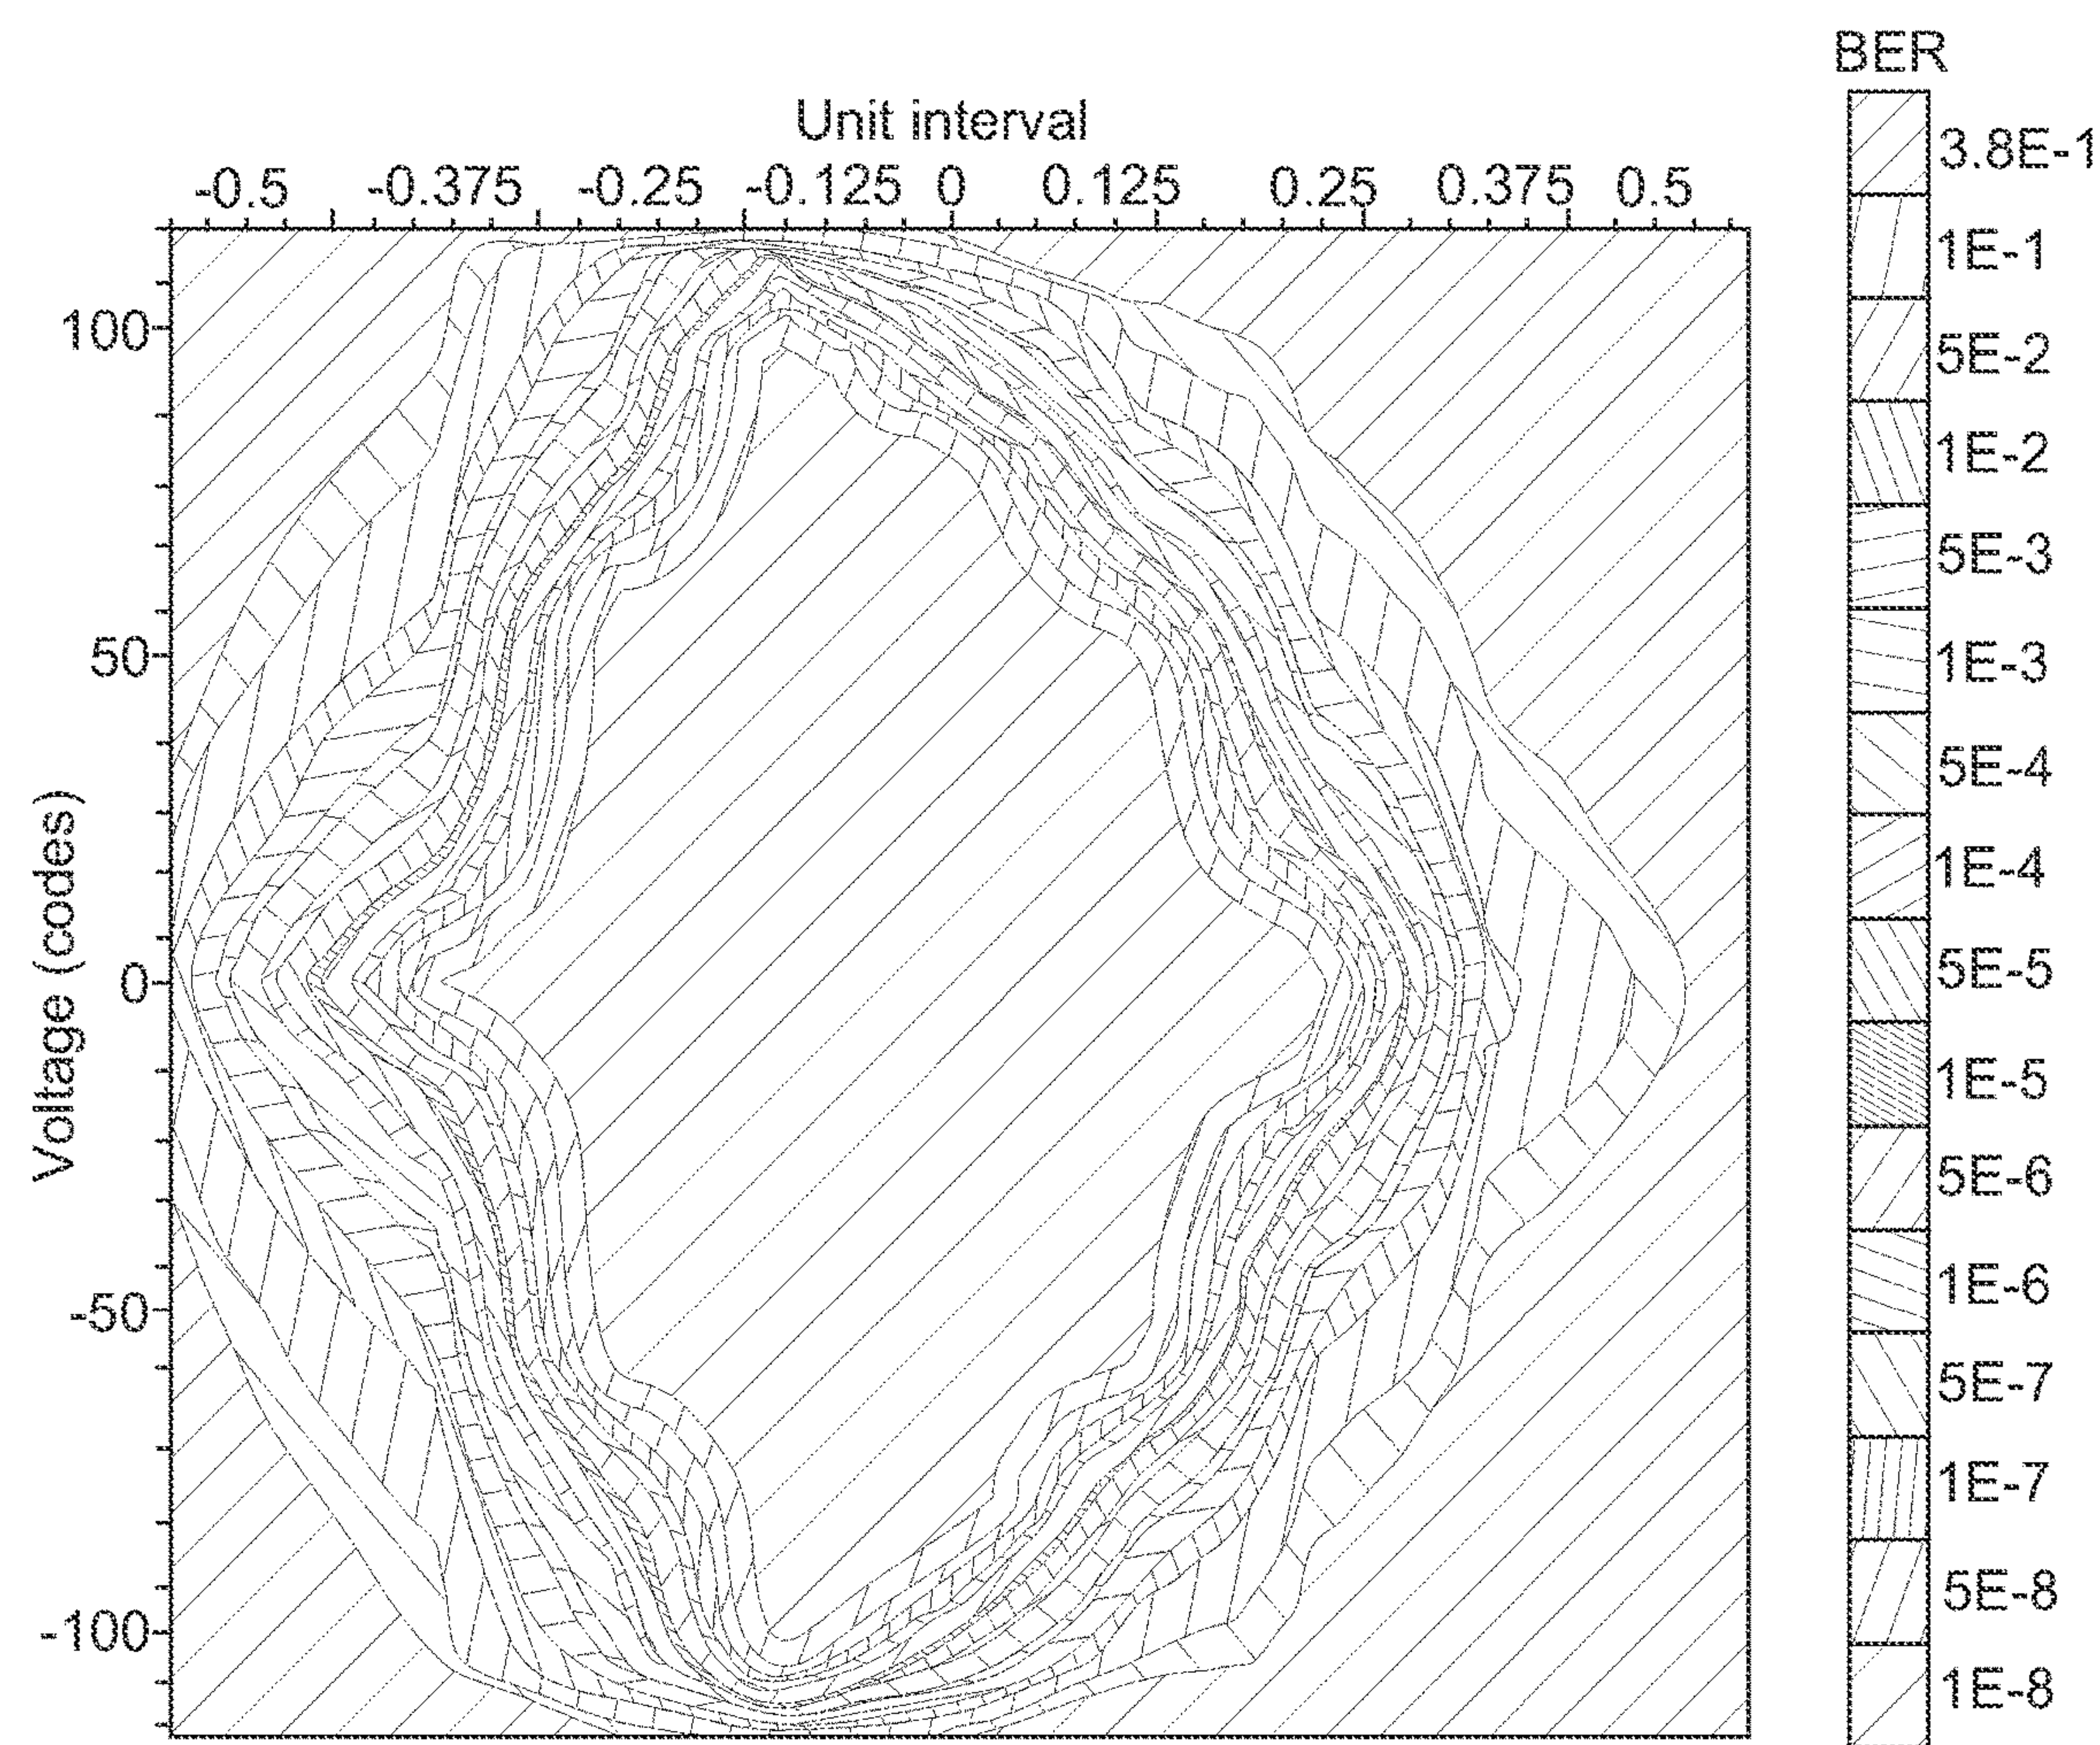 BER
Unit interval
-0.5 -0.375 -0.25 -0.125 0 0.125 0.25 0.375 0.5
100
50
0
-50
-100
Voltage (codes)
3.8E-1
1E-1
5E-2
1E-2
5E-3
1E-3
5E-4
1E-4
5E-5
1E-5
5E-6
1E-6
5E-7
1E-7
5E-8
1E-8